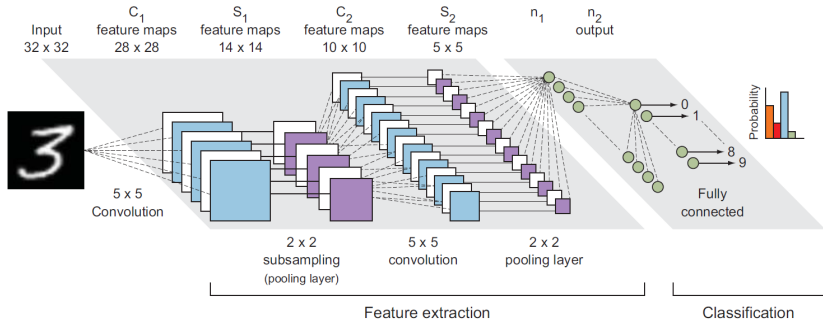 Input
32 x 32
C1
feature maps
28 x 28
S1
feature maps
14 x 14
C2
feature maps
10 x 10
S2
feature maps
5 x 5
n1
n2
output
3
0
1
8
9
Probability
5 x 5
Convolution
Fully
connected
2 x 2
subsampling
(pooling layer)
5 x 5
convolution
2 x 2
pooling layer
Feature extraction
Classification